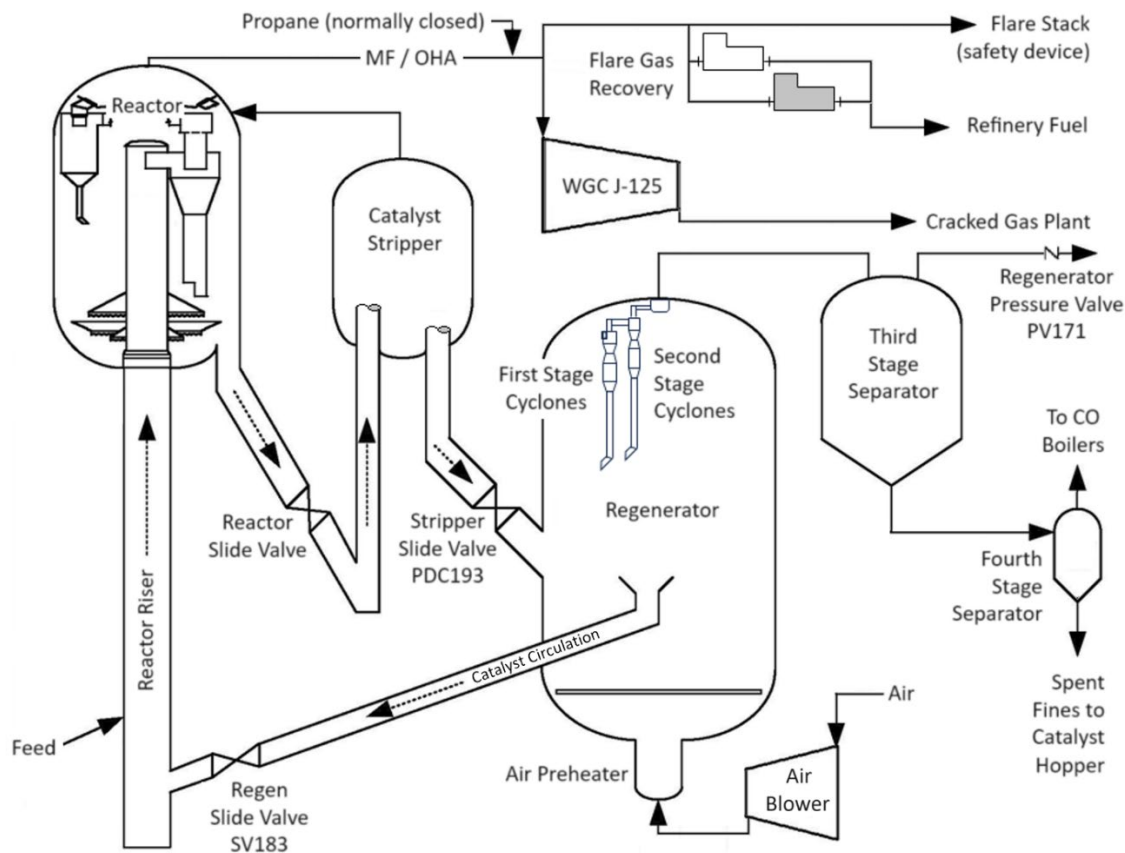 Propane (normally closed)
MF / OHA
Flare Stack
(safety device)
Flare Gas
Recovery
Refinery Fuel
Reactor
WGC J-125
Catalyst
Stripper
Cracked Gas Plant
Regenerator
Pressure Valve
PV171
Third
Stage
Separator
First Stage
Cyclones
Second
Stage
Cyclones
To CO
Boilers
Reactor
Slide Valve
Stripper
Slide Valve
PDC193
Regenerator
Fourth
Stage
Separator
Reactor Riser
Catalyst Circulation
Spent
Fines to
Catalyst
Hopper
Air
Feed
Air Preheater
Air
Blower
Regen
Slide Valve
SV183